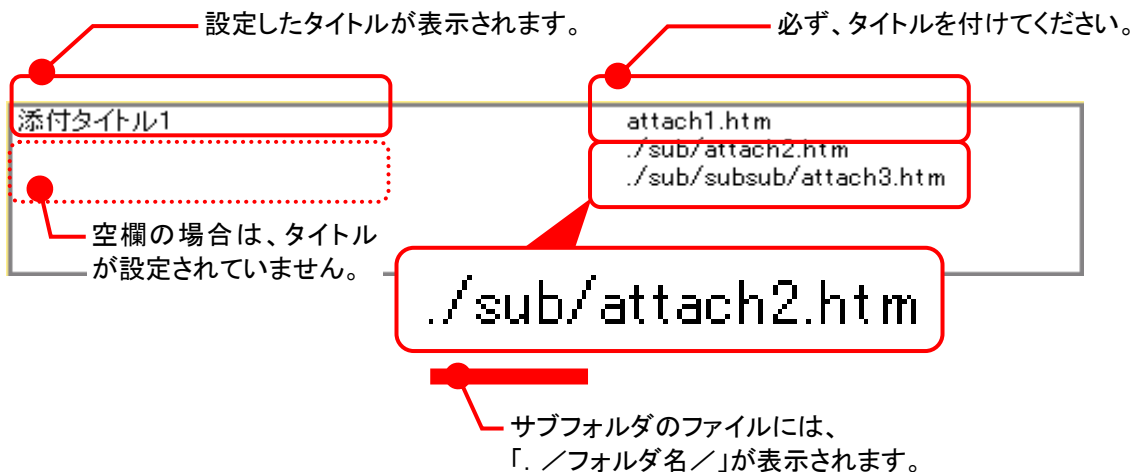 設定したタイトルが表示されます。
必ず、タイトルを付けてください。
添付タイトル1
attach1.htm
./sub/attach2.htm
./sub/subsub/attach3.htm
空欄の場合は、タイトル
が設定されていません。
./sub/attach2.htm
サブフォルダのファイルには、
「．／フォルダ名／」が表示されます。